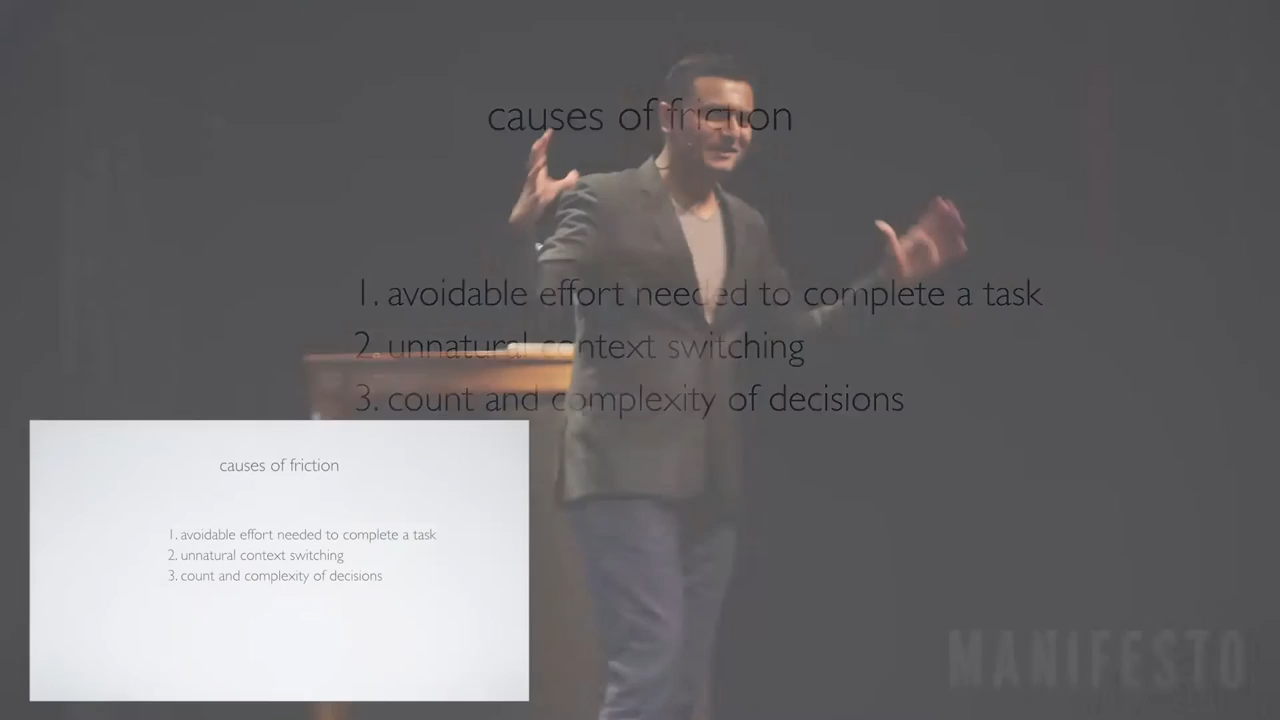 causes of friction
1. avoidable effort needed to complete a task
2. unnatural context switching
3. count and complexity of decisions
causes of friction
1. avoidable effort needed to complete a task
2. unnatural context switching
3. count and complexity of decisions
MANIFESTO